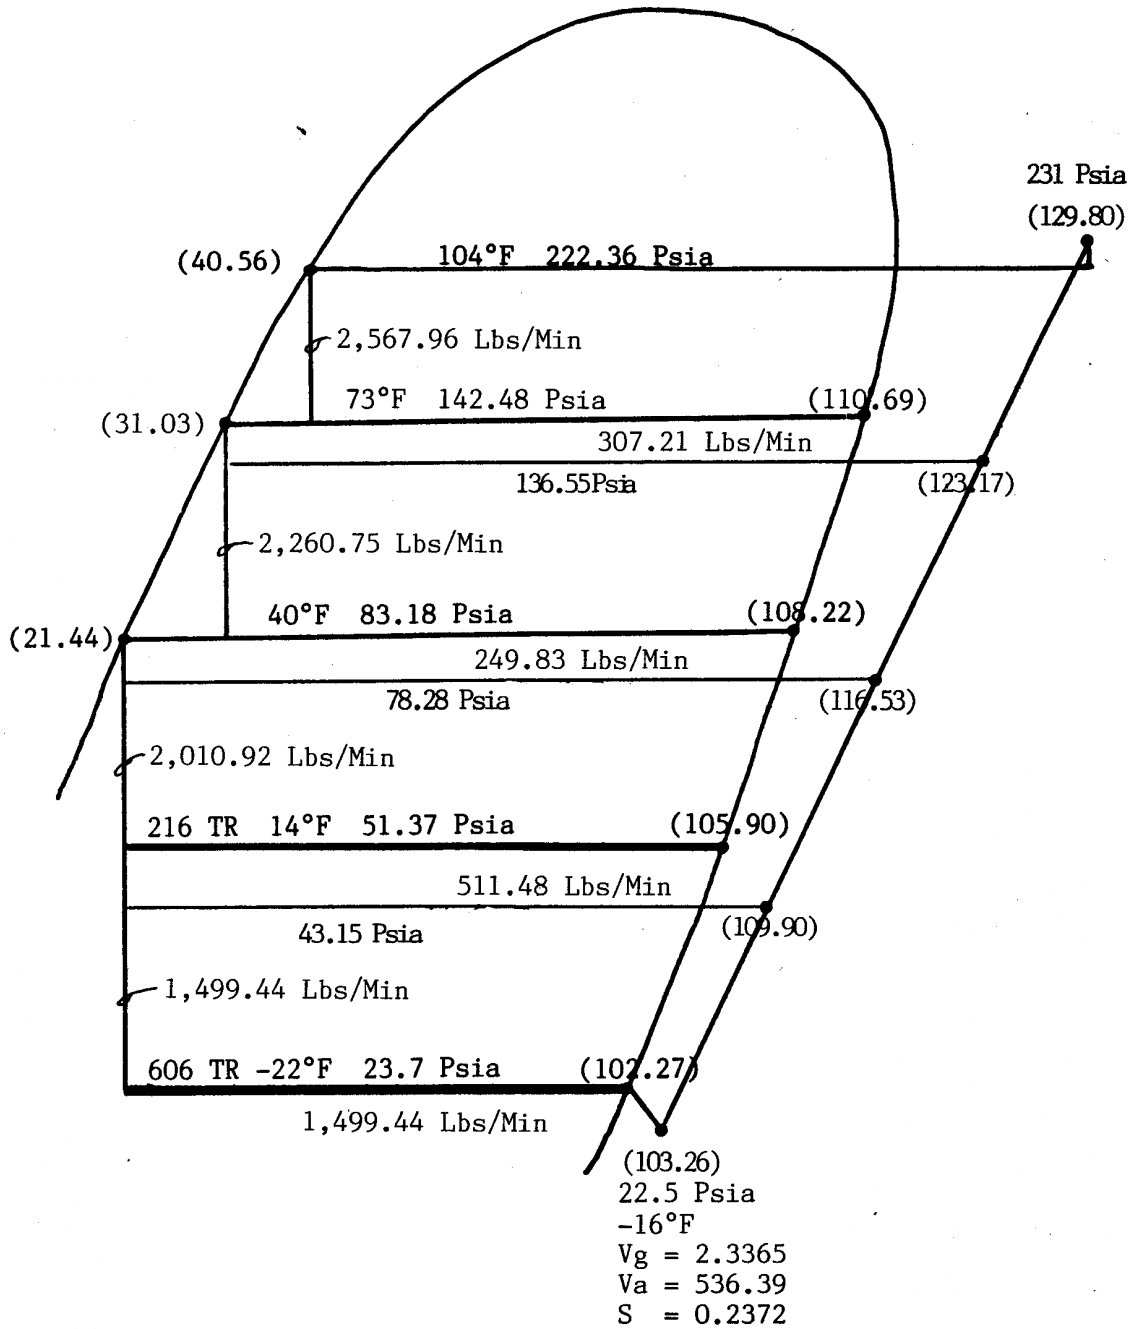 231 Psia
(129.80)
(40.56)
104°F 222.36 Psia
2,567.96 Lbs/Min
73°F 142.48 Psia
(110.69)
(31.03)
307.21 Lbs/Min
136.55Psia
(123.17)
2,260.75 Lbs/Min
40°F 83.18 Psia
(108.22)
(21.44)
249.83 Lbs/Min
78.28 Psia
(116.53)
2,010.92 Lbs/Min
216 TR 14°F 51.37 Psia
(105.90)
511.48 Lbs/Min
43.15 Psia
(109.90)
1,499.44 Lbs/Min
606 TR -22°F 23.7 Psia
(102.27)
1,499.44 Lbs/Min
(103.26)
22.5 Psia
-16°F
Vg = 2.3365
Va = 536.39
S = 0.2372